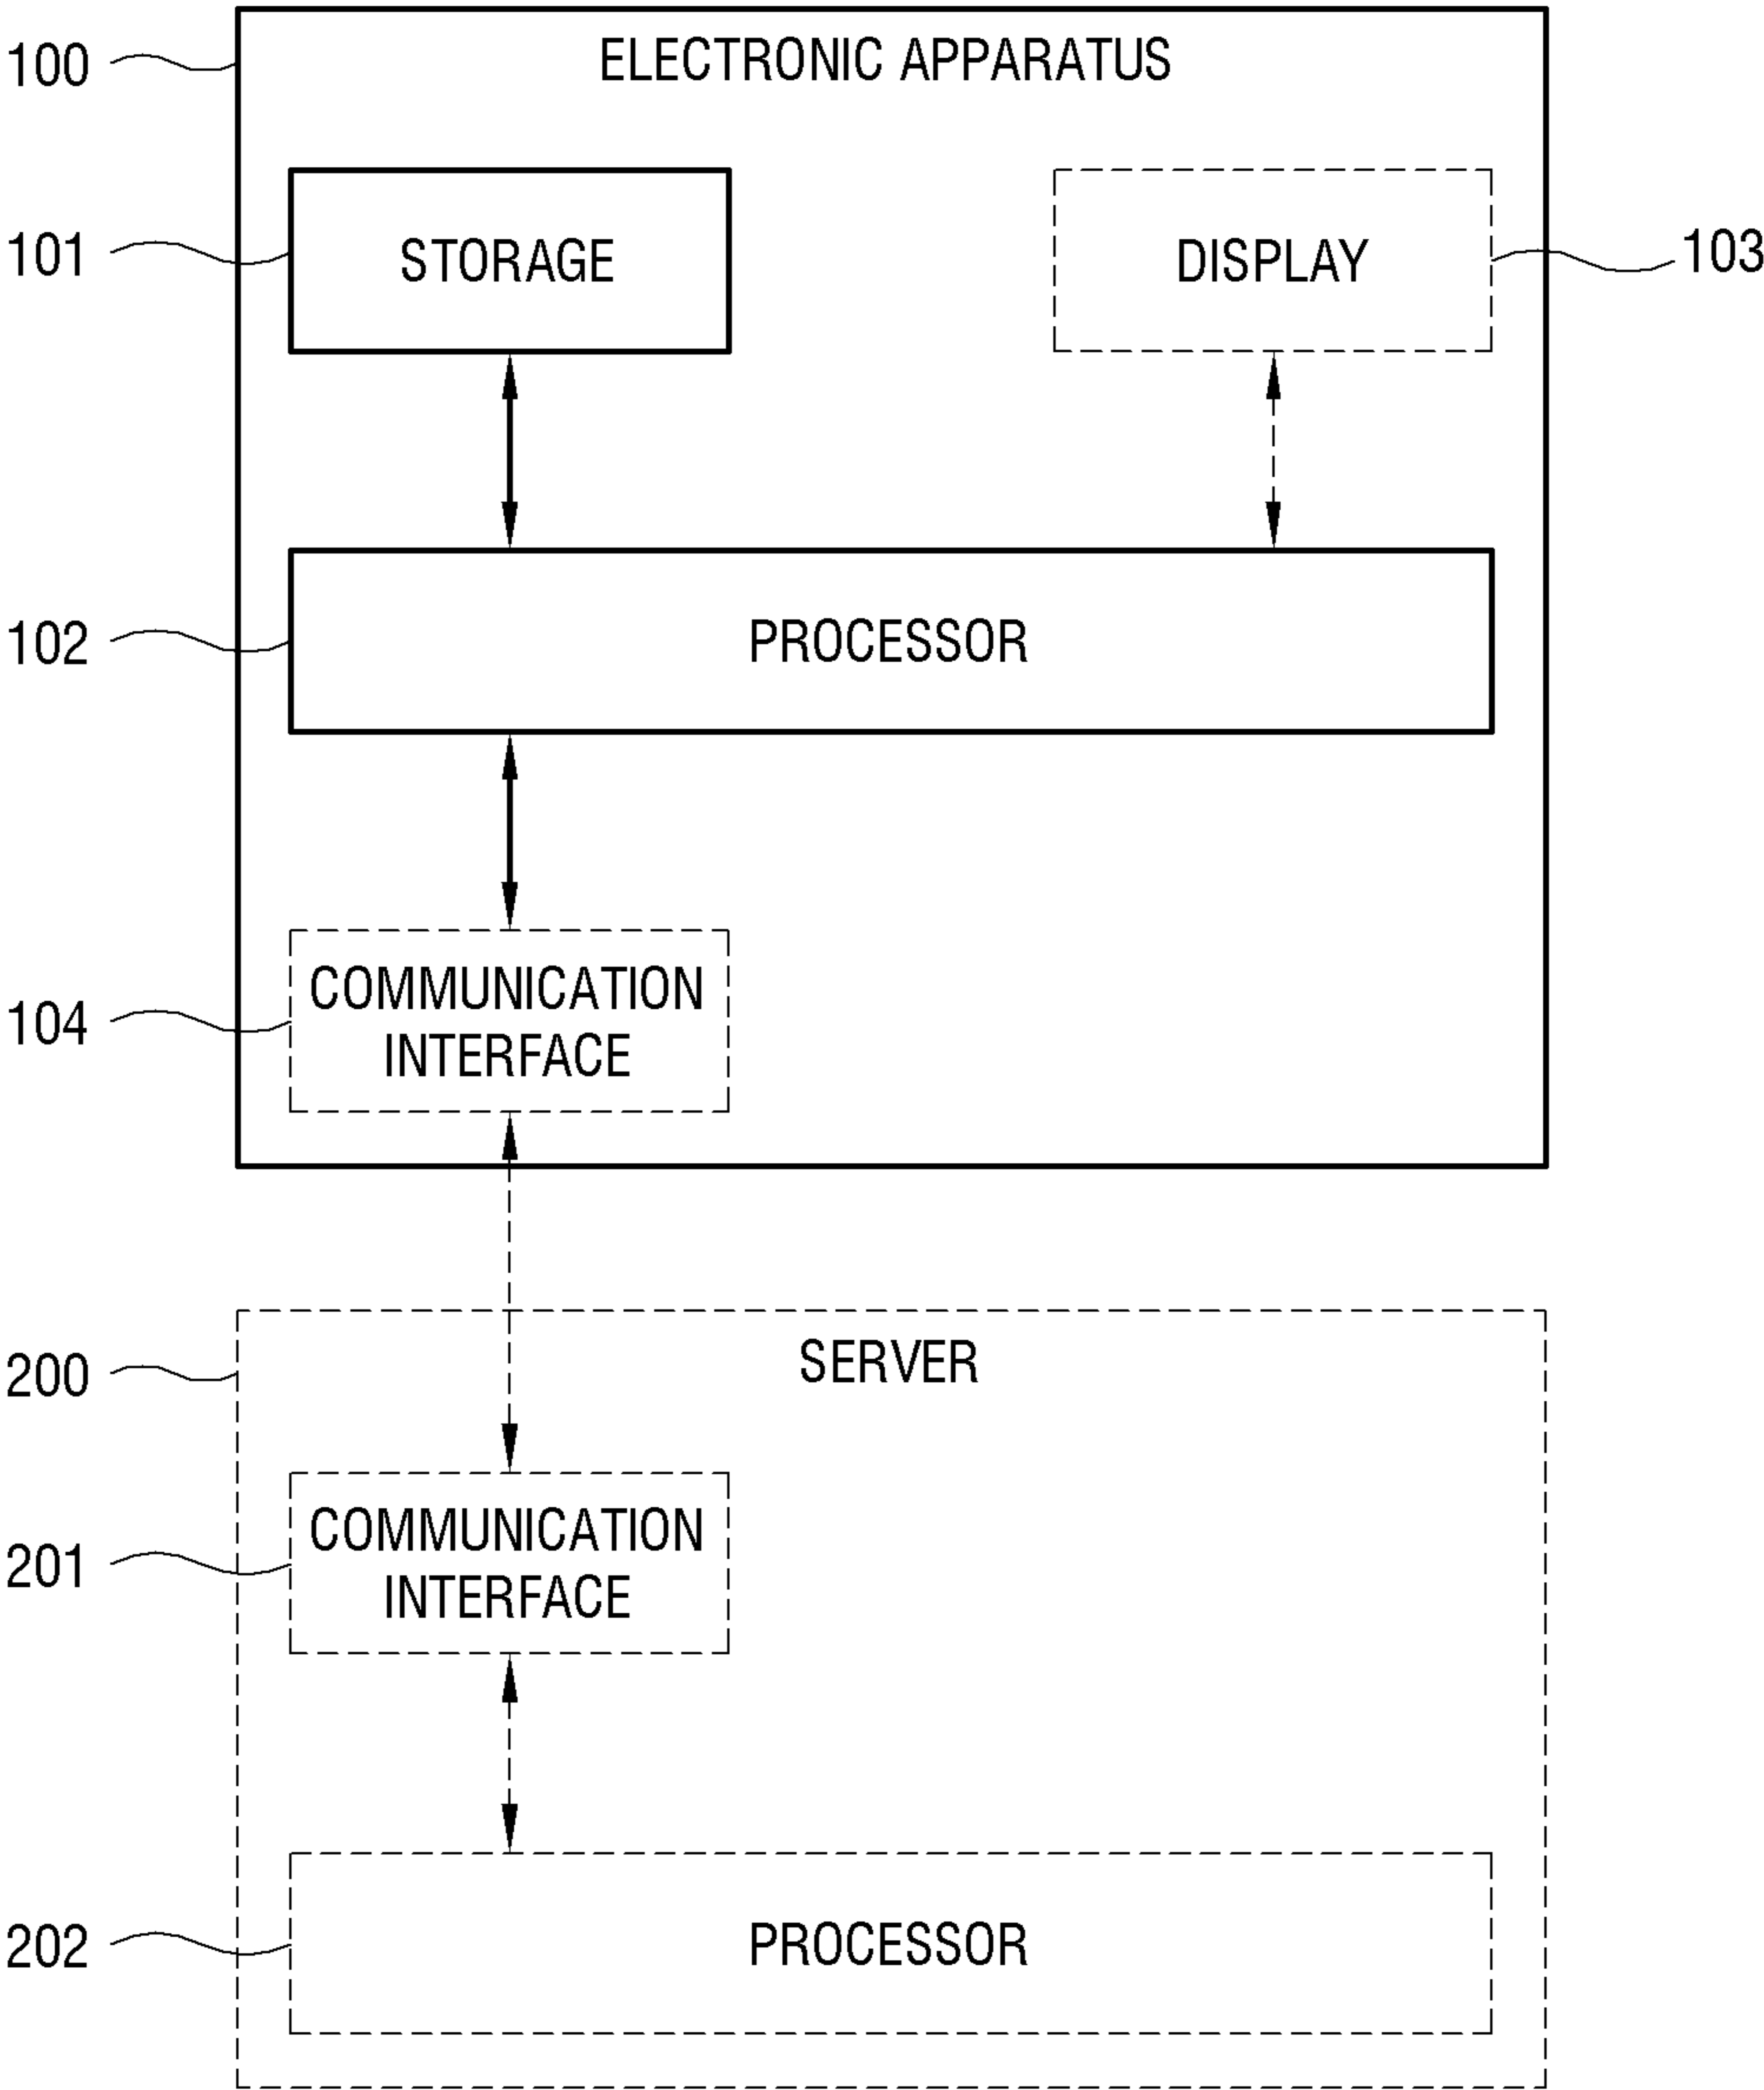 100
ELECTRONIC APPARATUS
101
STORAGE
DISPLAY
103
102
PROCESSOR
104
COMMUNICATION
INTERFACE
200
SERVER
201
COMMUNICATION
INTERFACE
202
PROCESSOR